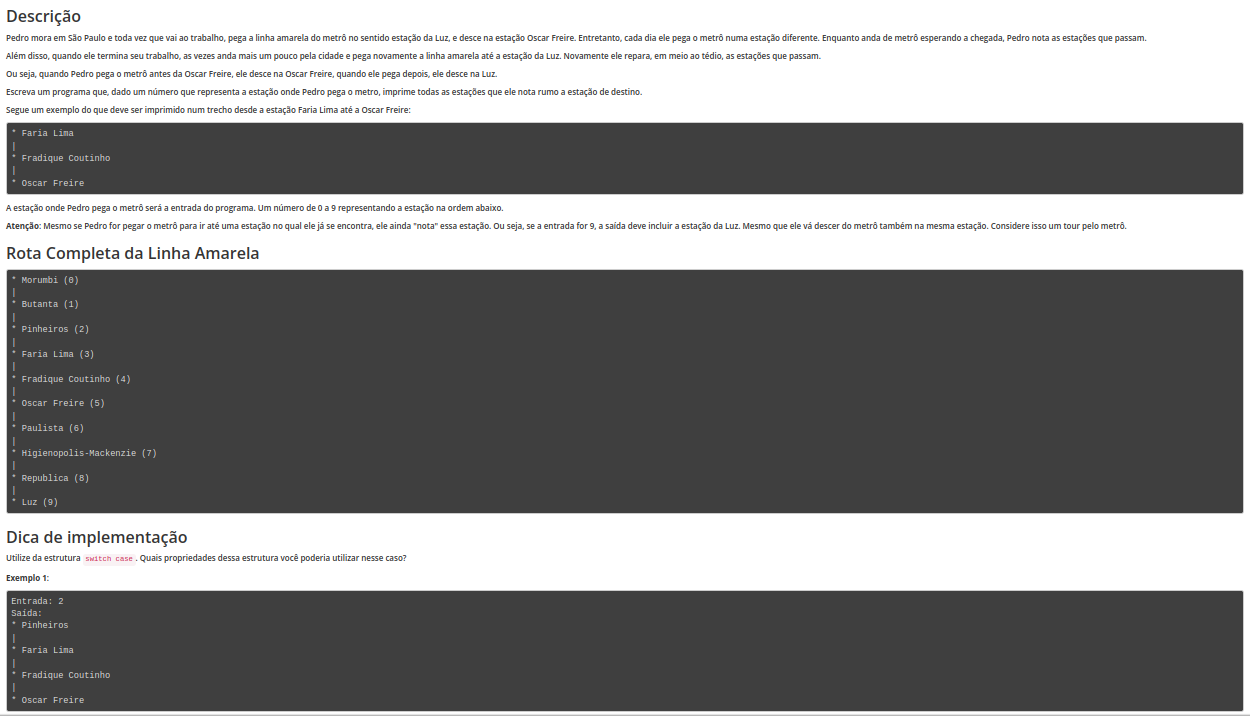 Descrição
Pedro mora em São Paulo e toda vez que vai ao trabalho, pega a linha amarela do metrô no sentido estação da Luz, e desce na estação Oscar Freire. Entretanto, cada dia ele pega o metrô numa estação diferente. Enquanto anda de metrô esperando a chegada, Pedro nota as estações que passam.
Além disso, quando ele termina seu trabalho, as vezes anda mais um pouco pela cidade e pega novamente a linha amarela até a estação da Luz. Novamente ele repara, em meio ao tédio, as estações que passam.
Ou seja, quando Pedro pega o metrô antes da Oscar Freire, ele desce na Oscar Freire, quando ele pega depois, ele desce na Luz.
Escreva um programa que, dado um número que representa a estação onde Pedro pega o metro, imprime todas as estações que ele nota rumo a estação de destino.
Segue um exemplo do que deve ser imprimido num trecho desde a estação Faria Lima até a Oscar Freire:
* Faria Lima
|
* Fradique Coutinho
|
* Oscar Freire
A estação onde Pedro pega o metrô será a entrada do programa. Um número de 0 a 9 representando a estação na ordem abaixo.
Atenção: Mesmo se Pedro for pegar o metrô para ir até uma estação no qual ele já se encontra, ele ainda "nota" essa estação. Ou seja, se a entrada for 9, a saída deve incluir a estação da Luz. Mesmo que ele vá descer do metrô também na mesma estação. Considere isso um tour pelo metrô.
Rota Completa da Linha Amarela
* Morumbi (0)
|
* Butanta (1)
|
* Pinheiros (2)
|
* Faria Lima (3)
|
* Fradique Coutinho (4)
|
* Oscar Freire (5)
|
* Paulista (6)
|
* Higienopolis-Mackenzie (7)
|
* Republica (8)
|
* Luz (9)
Dica de implementação
Utilize da estrutura switch case. Quais propriedades dessa estrutura você poderia utilizar nesse caso?
Exemplo 1:
Entrada: 2
Saída:
* Pinheiros
|
* Faria Lima
|
* Fradique Coutinho
|
* Oscar Freire